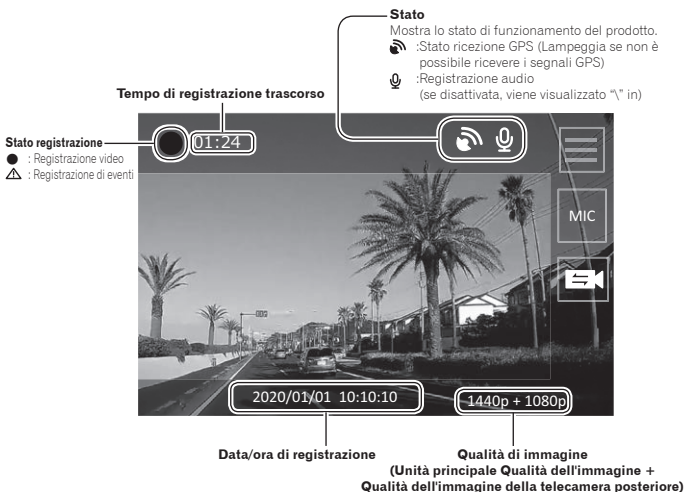 Stato
Mostra lo stato di funzionamento del prodotto.
:Stato ricezione GPS (Lampeggia se non è
possibile ricevere i segnali GPS)
:Registrazione audio
(se disattivata, viene visualizzato “\” in)
Tempo di registrazione trascorso
Stato registrazione
: Registrazione video
: Registrazione di eventi
01:24
MIC
2020/01/01 10:10:10
1440p + 1080p
Data/ora di registrazione
Qualità di immagine
(Unità principale Qualità dell'immagine +
Qualità dell'immagine della telecamera posteriore)